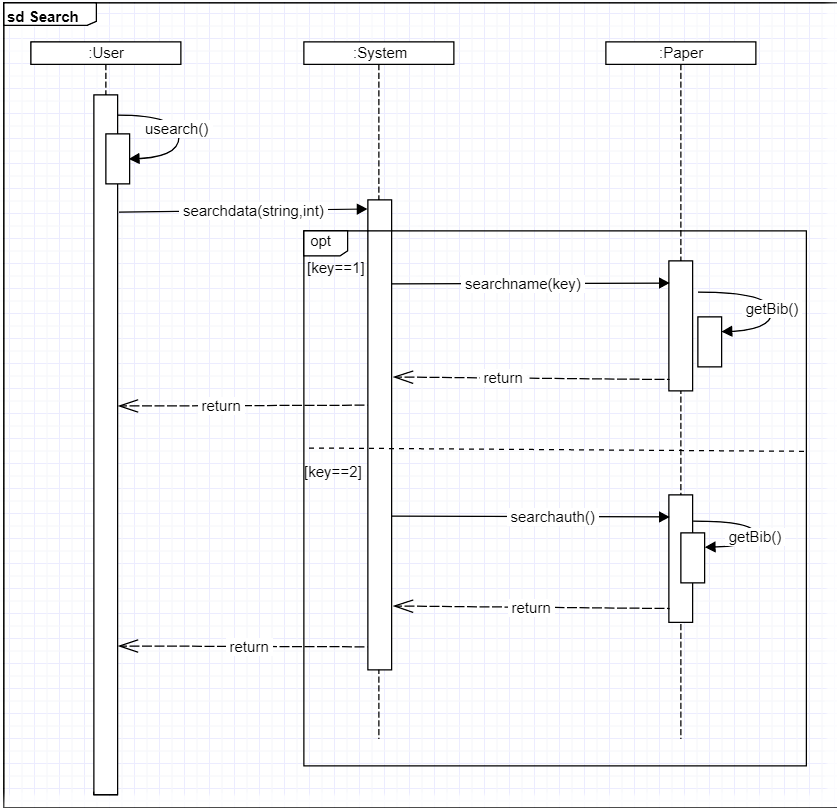 sd Search
:User
:System
:Paper
usearch()
searchdata(string,int)
opt
[key==1]
searchname(key)
getBib()
return
return
[key==2]
searchauth()
getBib()
return
return